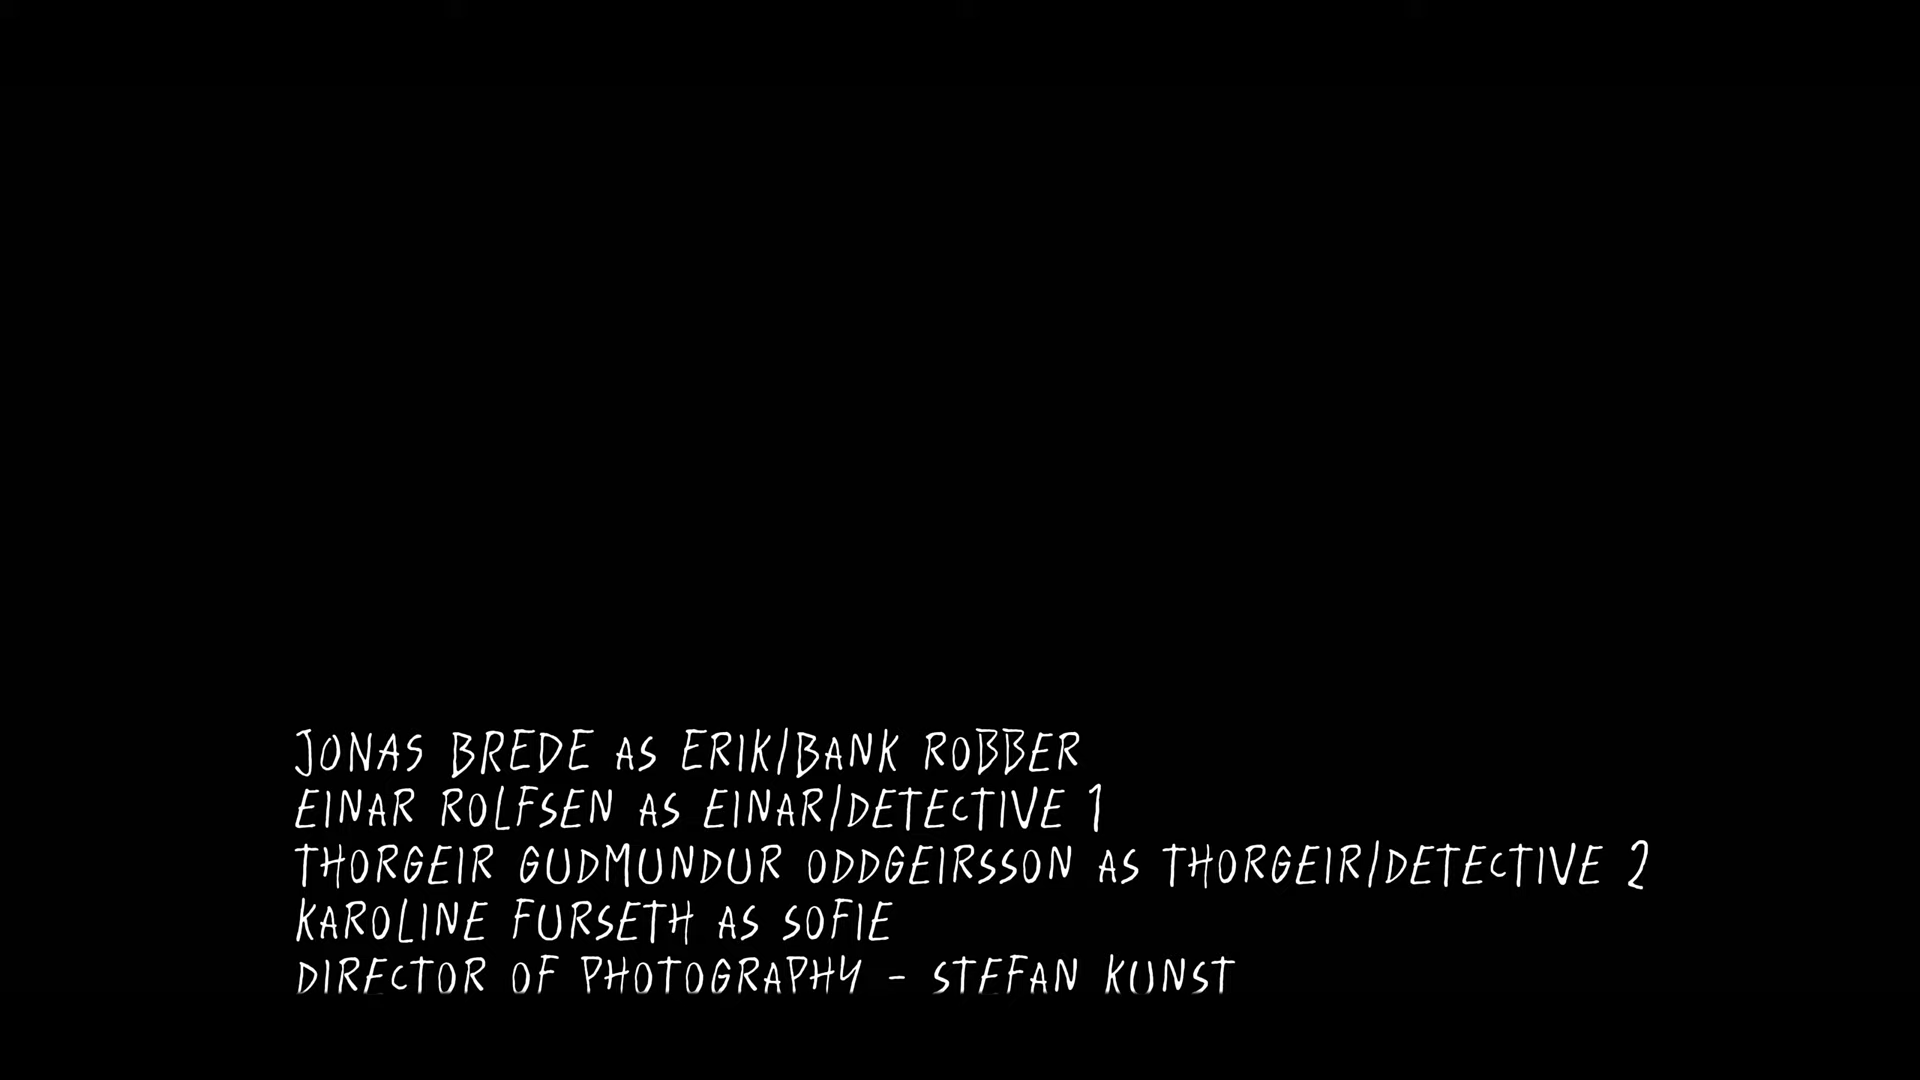 JONAS BREDE AS ERIK/BANK ROBBER
EINAR ROLFSEN AS EINAR/DETECTIVE 1
THORGEIR GUDMUNDUR ODDGEIRSSON AS THORGEIR/DETECTIVE 2
KAROLINE FURSETH AS SOFIE
DIRECTOR OF PHOTOGRAPHY - STEFAN KUNST